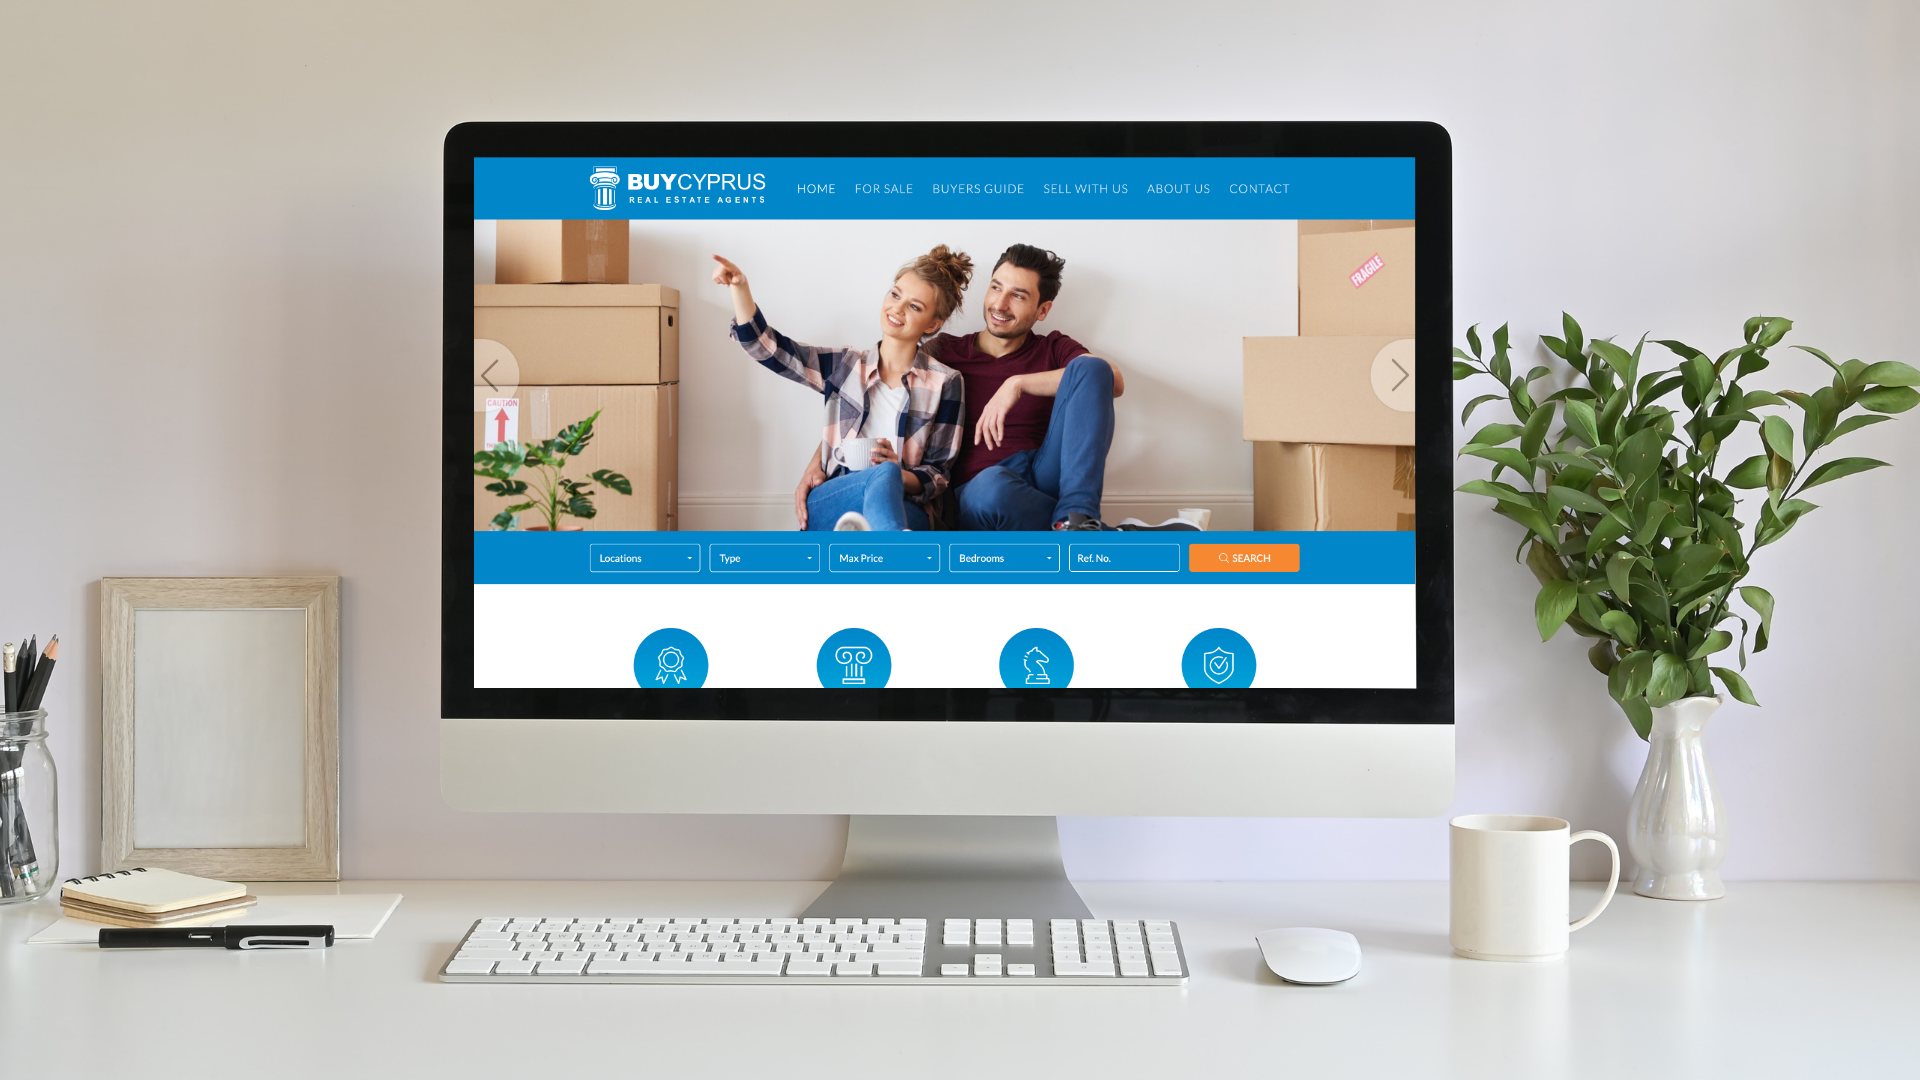 BUYCYPRUS
REAL ESTATE AGENTS
HOME FOR SALE BUYERS GUIDE SELL WITH US ABOUT US CONTACT
FRAGILE
CAUTION
Locations Type Max Price Bedrooms Ref. No. SEARCH